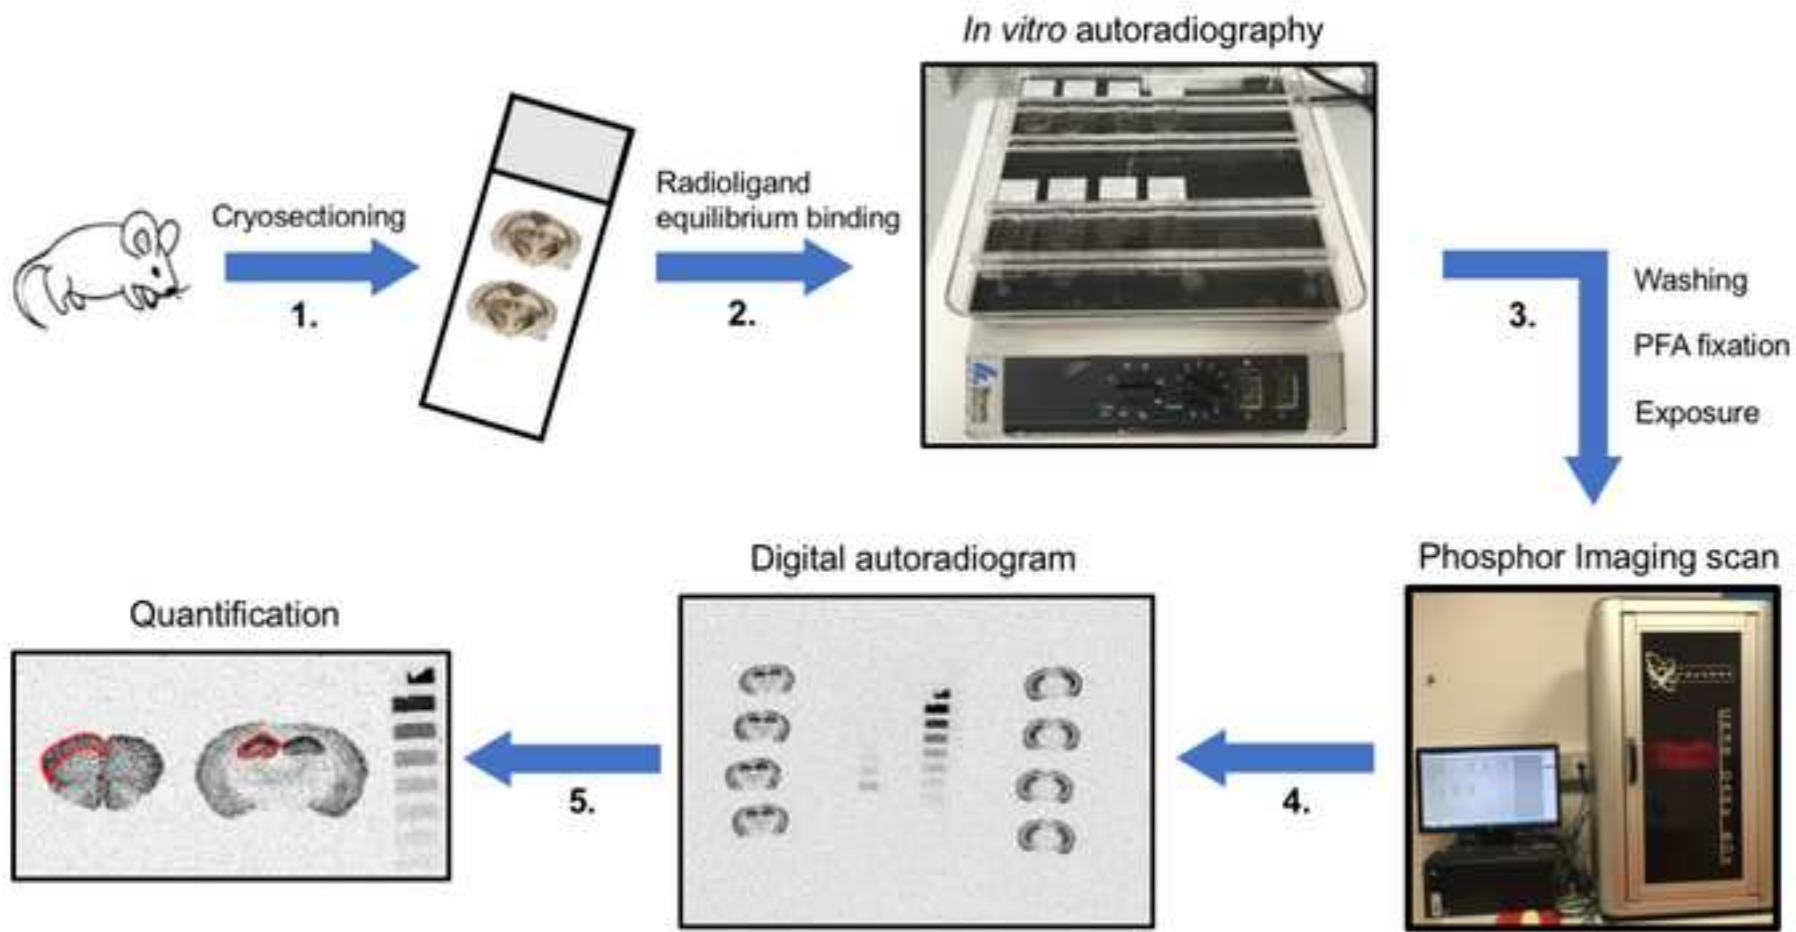 In vitro autoradiography
Cryosectioning
1.
Radioligand
equilibrium binding
2.
3.
Washing
PFA fixation
Exposure
Phosphor Imaging scan
4.
Digital autoradiogram
5.
Quantification